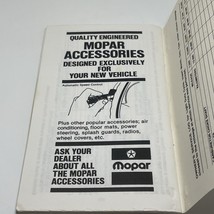 QUALITY ENGINEERED
MOPAR
ACCESSORIES
DESIGNED EXCLUSIVELY
FOR
YOUR NEW VEHICLE
Automatic Speed Control
Plus other popular accessories; air
conditioning, floor mats, power
steering, splash guards, radios,
wheel covers, etc.
ASK YOUR
DEALER
ABOUT ALL
THE MOPAR
ACCESSORIES
Mopar